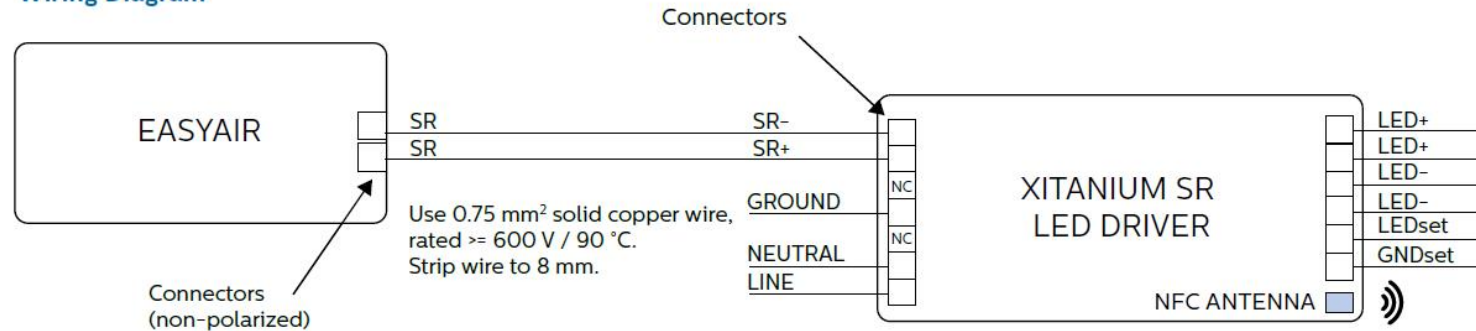 Wiring Diagram
Connectors
EASYAIR
SR
SR
SR-
SR+
GROUND
NEUTRAL
LINE
Use 0.75 mm² solid copper wire,
rated >= 600 V / 90 °C.
Strip wire to 8 mm.
Connectors
(non-polarized)
NC
NC
XITANIUM SR
LED DRIVER
NFC ANTENNA
LED+
LED+
LED-
LED-
LEDset
GNDset